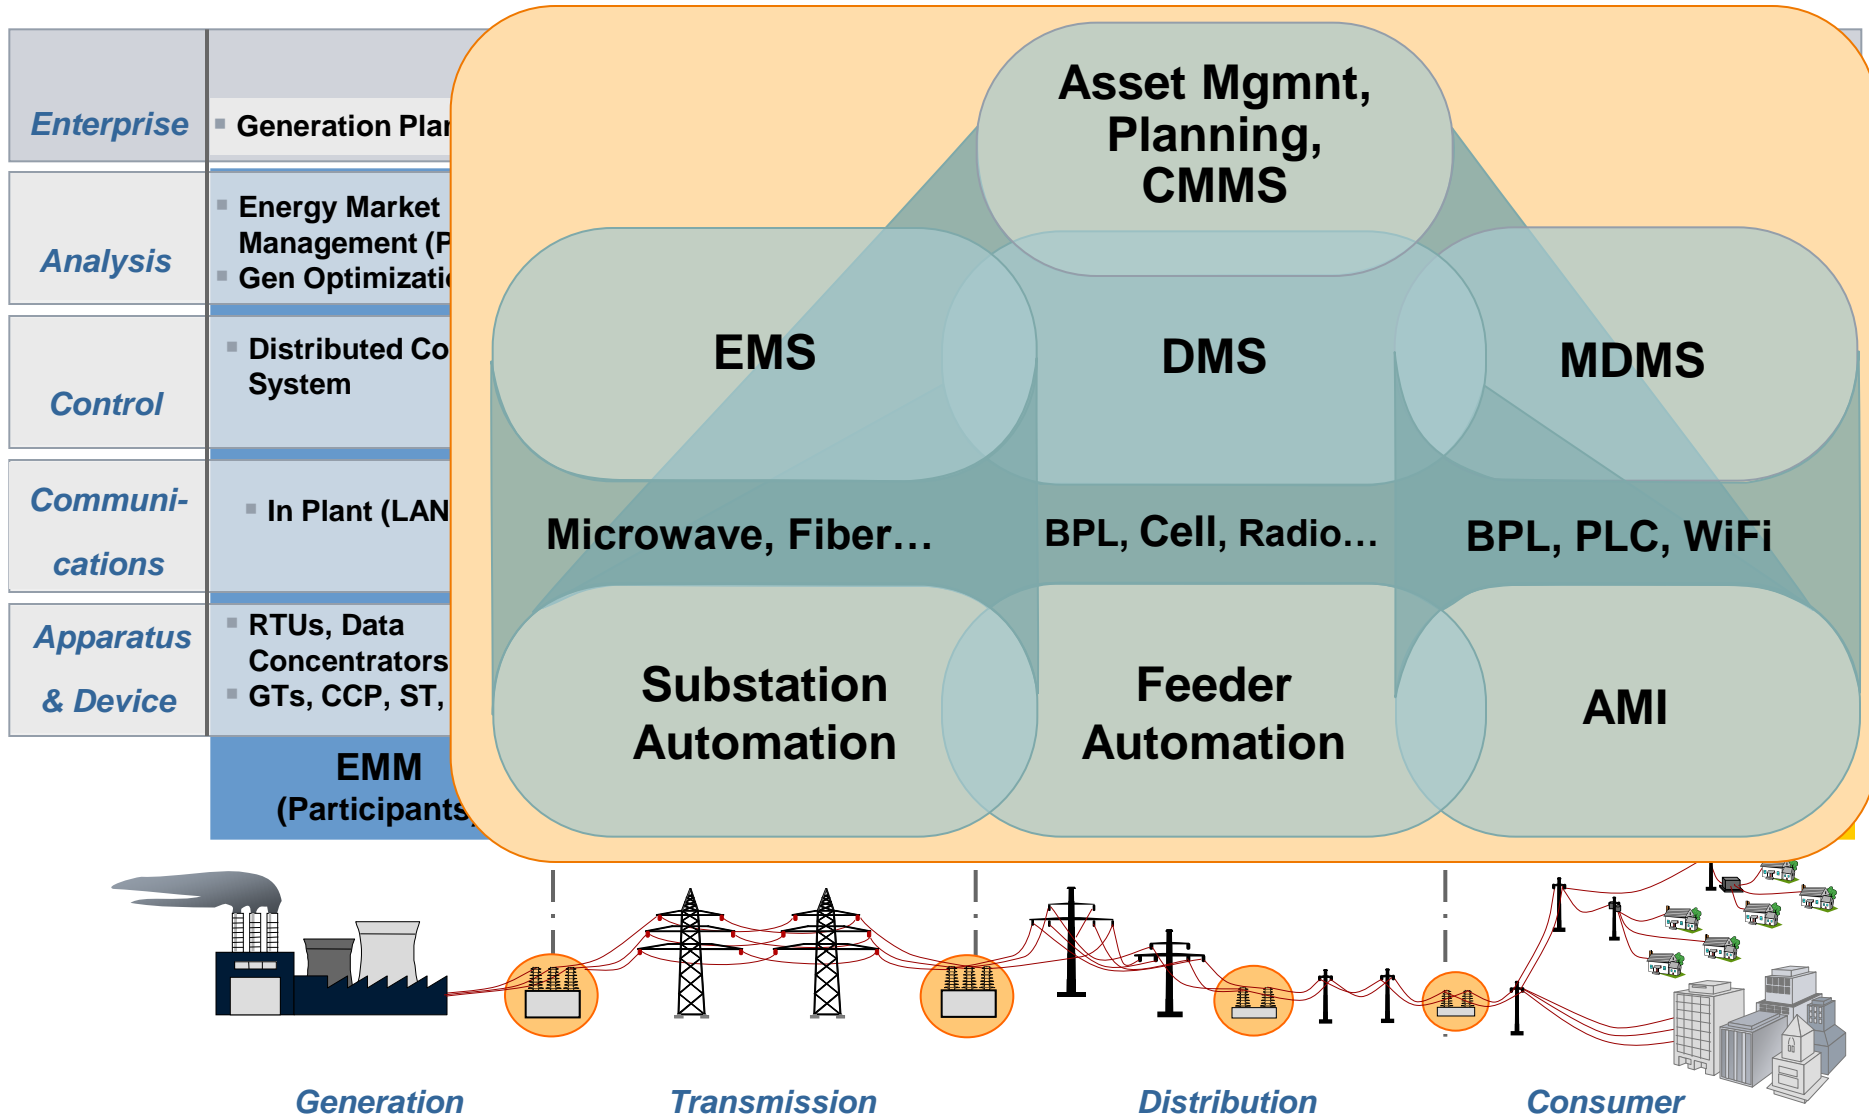 Enterprise
Generation Plan
Analysis
Energy Market
Management (P
Gen Optimizatio
Control
Distributed Co
System
Communi-
cations
In Plant (LAN
Apparatus
& Device
RTUs, Data
Concentrators
GTs, CCP, ST,
EMM
(Participants)
Asset Mgmnt,
Planning,
CMMS
EMS
DMS
MDMS
Microwave, Fiber…
BPL, Cell, Radio…
BPL, PLC, WiFi
Substation
Automation
Feeder
Automation
AMI
Generation
Transmission
Distribution
Consumer